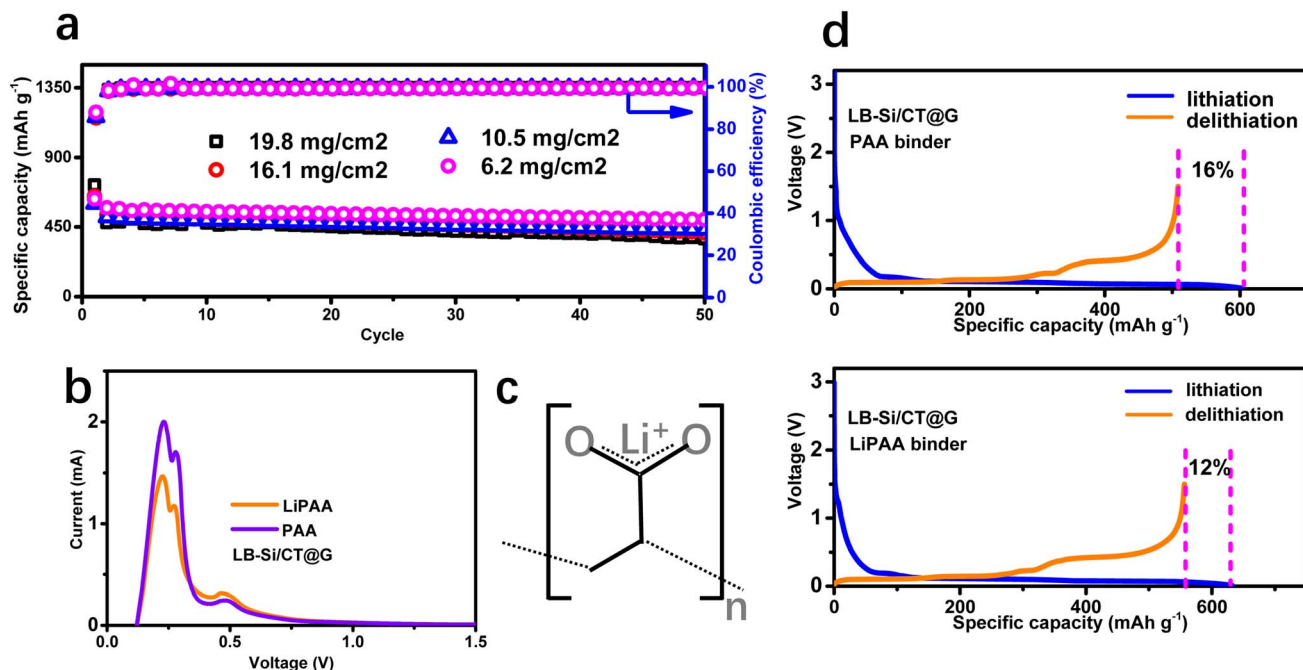 a
Specific capacity (mAh g⁻¹)
1350
900
450
0
19.8 mg/cm2
16.1 mg/cm2
10.5 mg/cm2
6.2 mg/cm2
0
10
20
30
40
50
Cycle
100
80
60
40
20
0
Coulombic efficiency (%)
b
Current (mA)
2
1
0
LiPAA
PAA
LB-Si/CT@G
0.0
0.5
1.0
1.5
Voltage (V)
c
O Li⁺ O
n
d
Voltage (V)
3
2
1
0
LB-Si/CT@G
PAA binder
lithiation
delithiation
16%
0
200
400
600
Specific capacity (mAh g⁻¹)
Voltage (V)
3
2
1
0
LB-Si/CT@G
LiPAA binder
lithiation
delithiation
12%
0
200
400
600
Specific capacity (mAh g⁻¹)